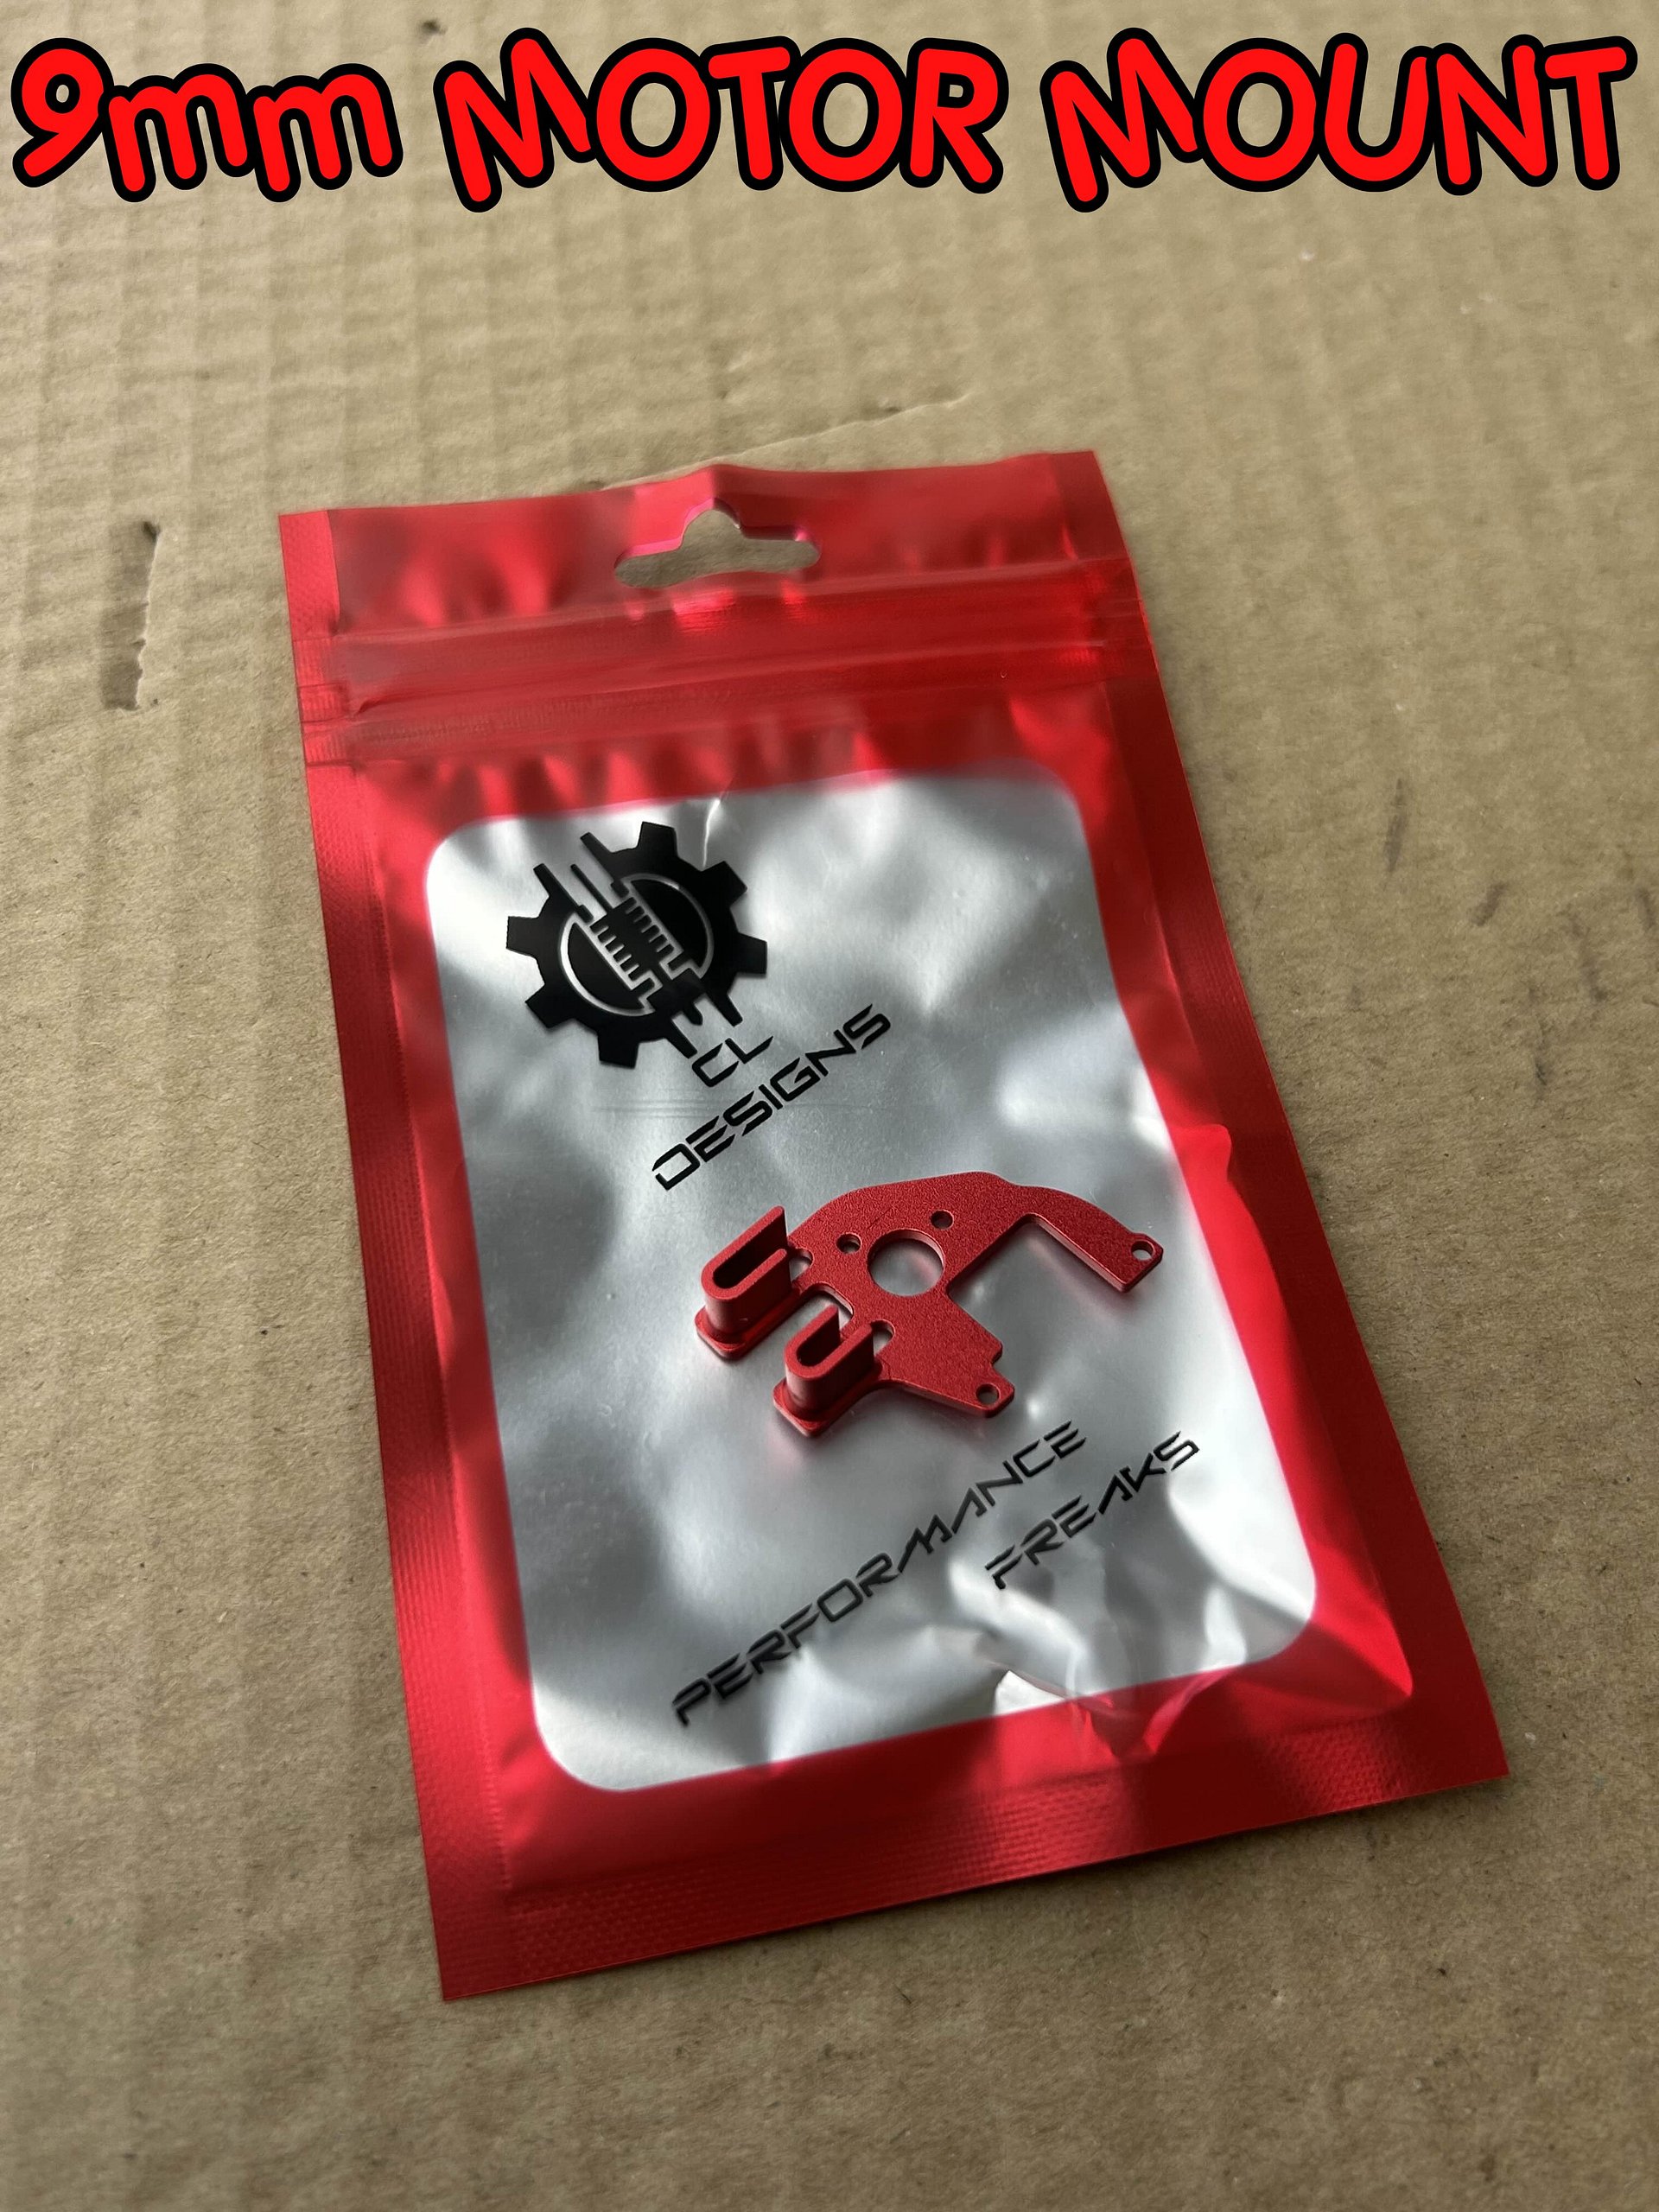 9mm MOTOR MOUNT
CL
DESIGNS
PERFORMANCE
FREAKS